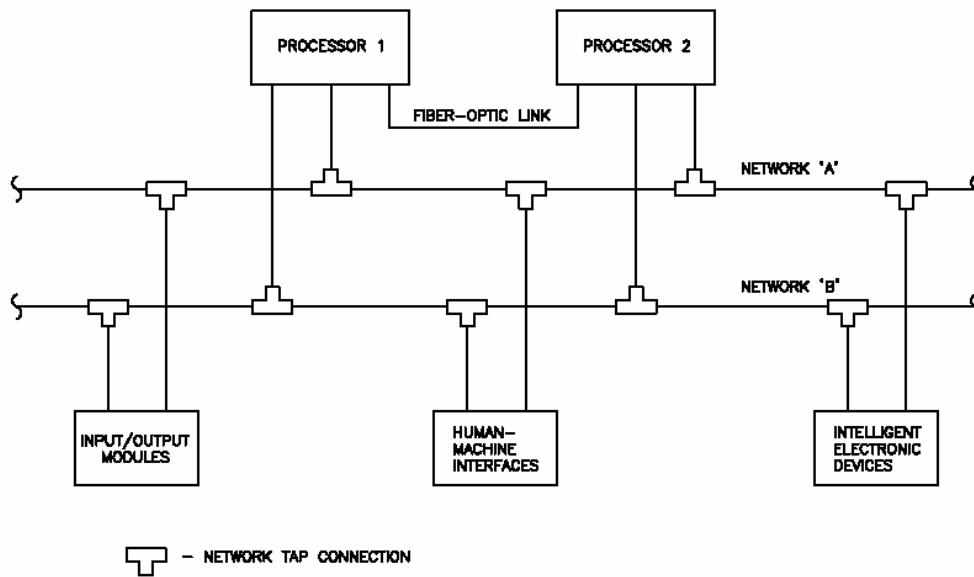 PROCESSOR 1
PROCESSOR 2
FIBER-OPTIC LINK
NETWORK 'A'
NETWORK 'B'
INPUT/OUTPUT
MODULES
HUMAN-
MACHINE
INTERFACES
INTELLIGENT
ELECTRONIC
DEVICES
- NETWORK TAP CONNECTION